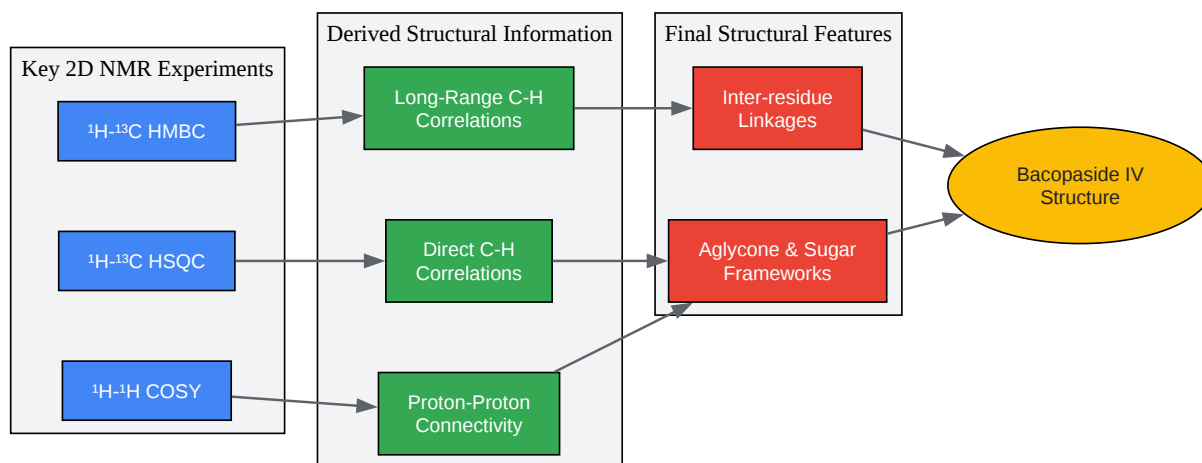 Key 2D NMR Experiments
¹H-¹³C HMBC
¹H-¹³C HSQC
¹H-¹H COSY
Derived Structural Information
Long-Range C-H
Correlations
Direct C-H
Correlations
Proton-Proton
Connectivity
Final Structural Features
Inter-residue
Linkages
Aglycone & Sugar
Frameworks
Bacopaside IV
Structure